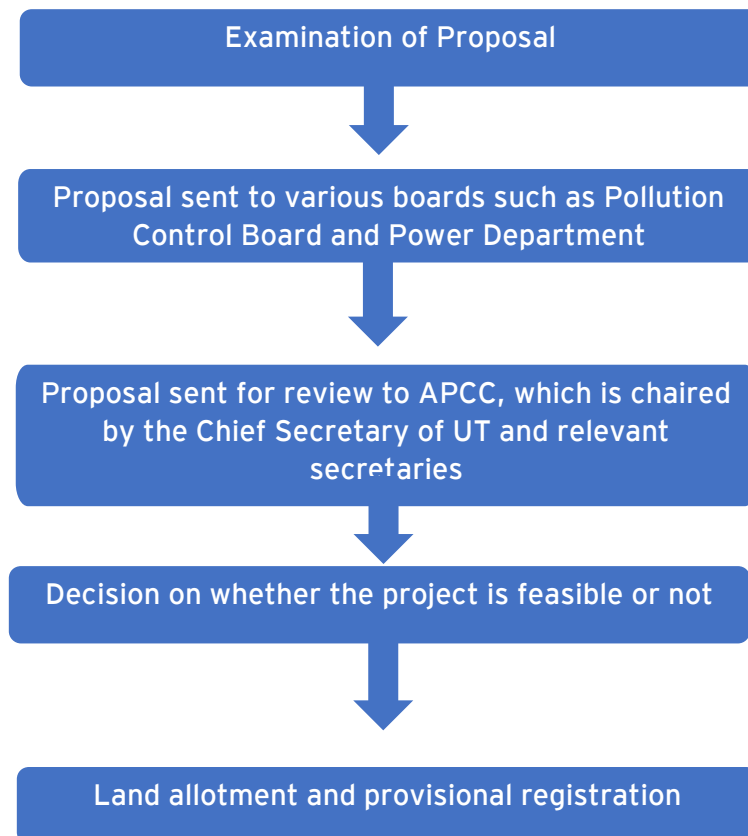 Examination of Proposal
Proposal sent to various boards such as Pollution
Control Board and Power Department
Proposal sent for review to APCC, which is chaired
by the Chief Secretary of UT and relevant
secretaries
Decision on whether the project is feasible or not
Land allotment and provisional registration